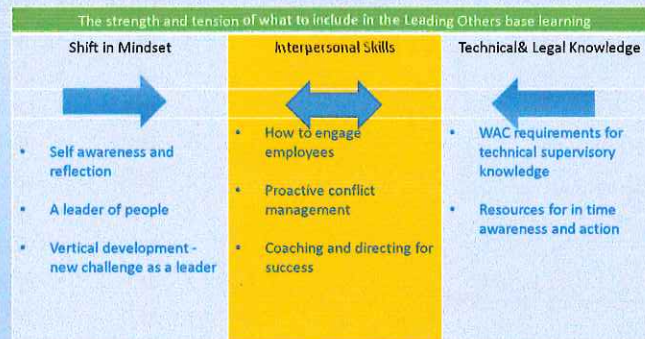 The strength and tension of what to include in the Leading Others base learning
Shift in Mindset
• Self awareness and
reflection
• A leader of people
• Vertical development -
new challenge as a leader
Interpersonal Skills
• How to engage
employees
• Proactive conflict
management
• Coaching and directing for
success
Technical& Legal Knowledge
• WAC requirements for
technical supervisory
knowledge
• Resources for in time
awareness and action